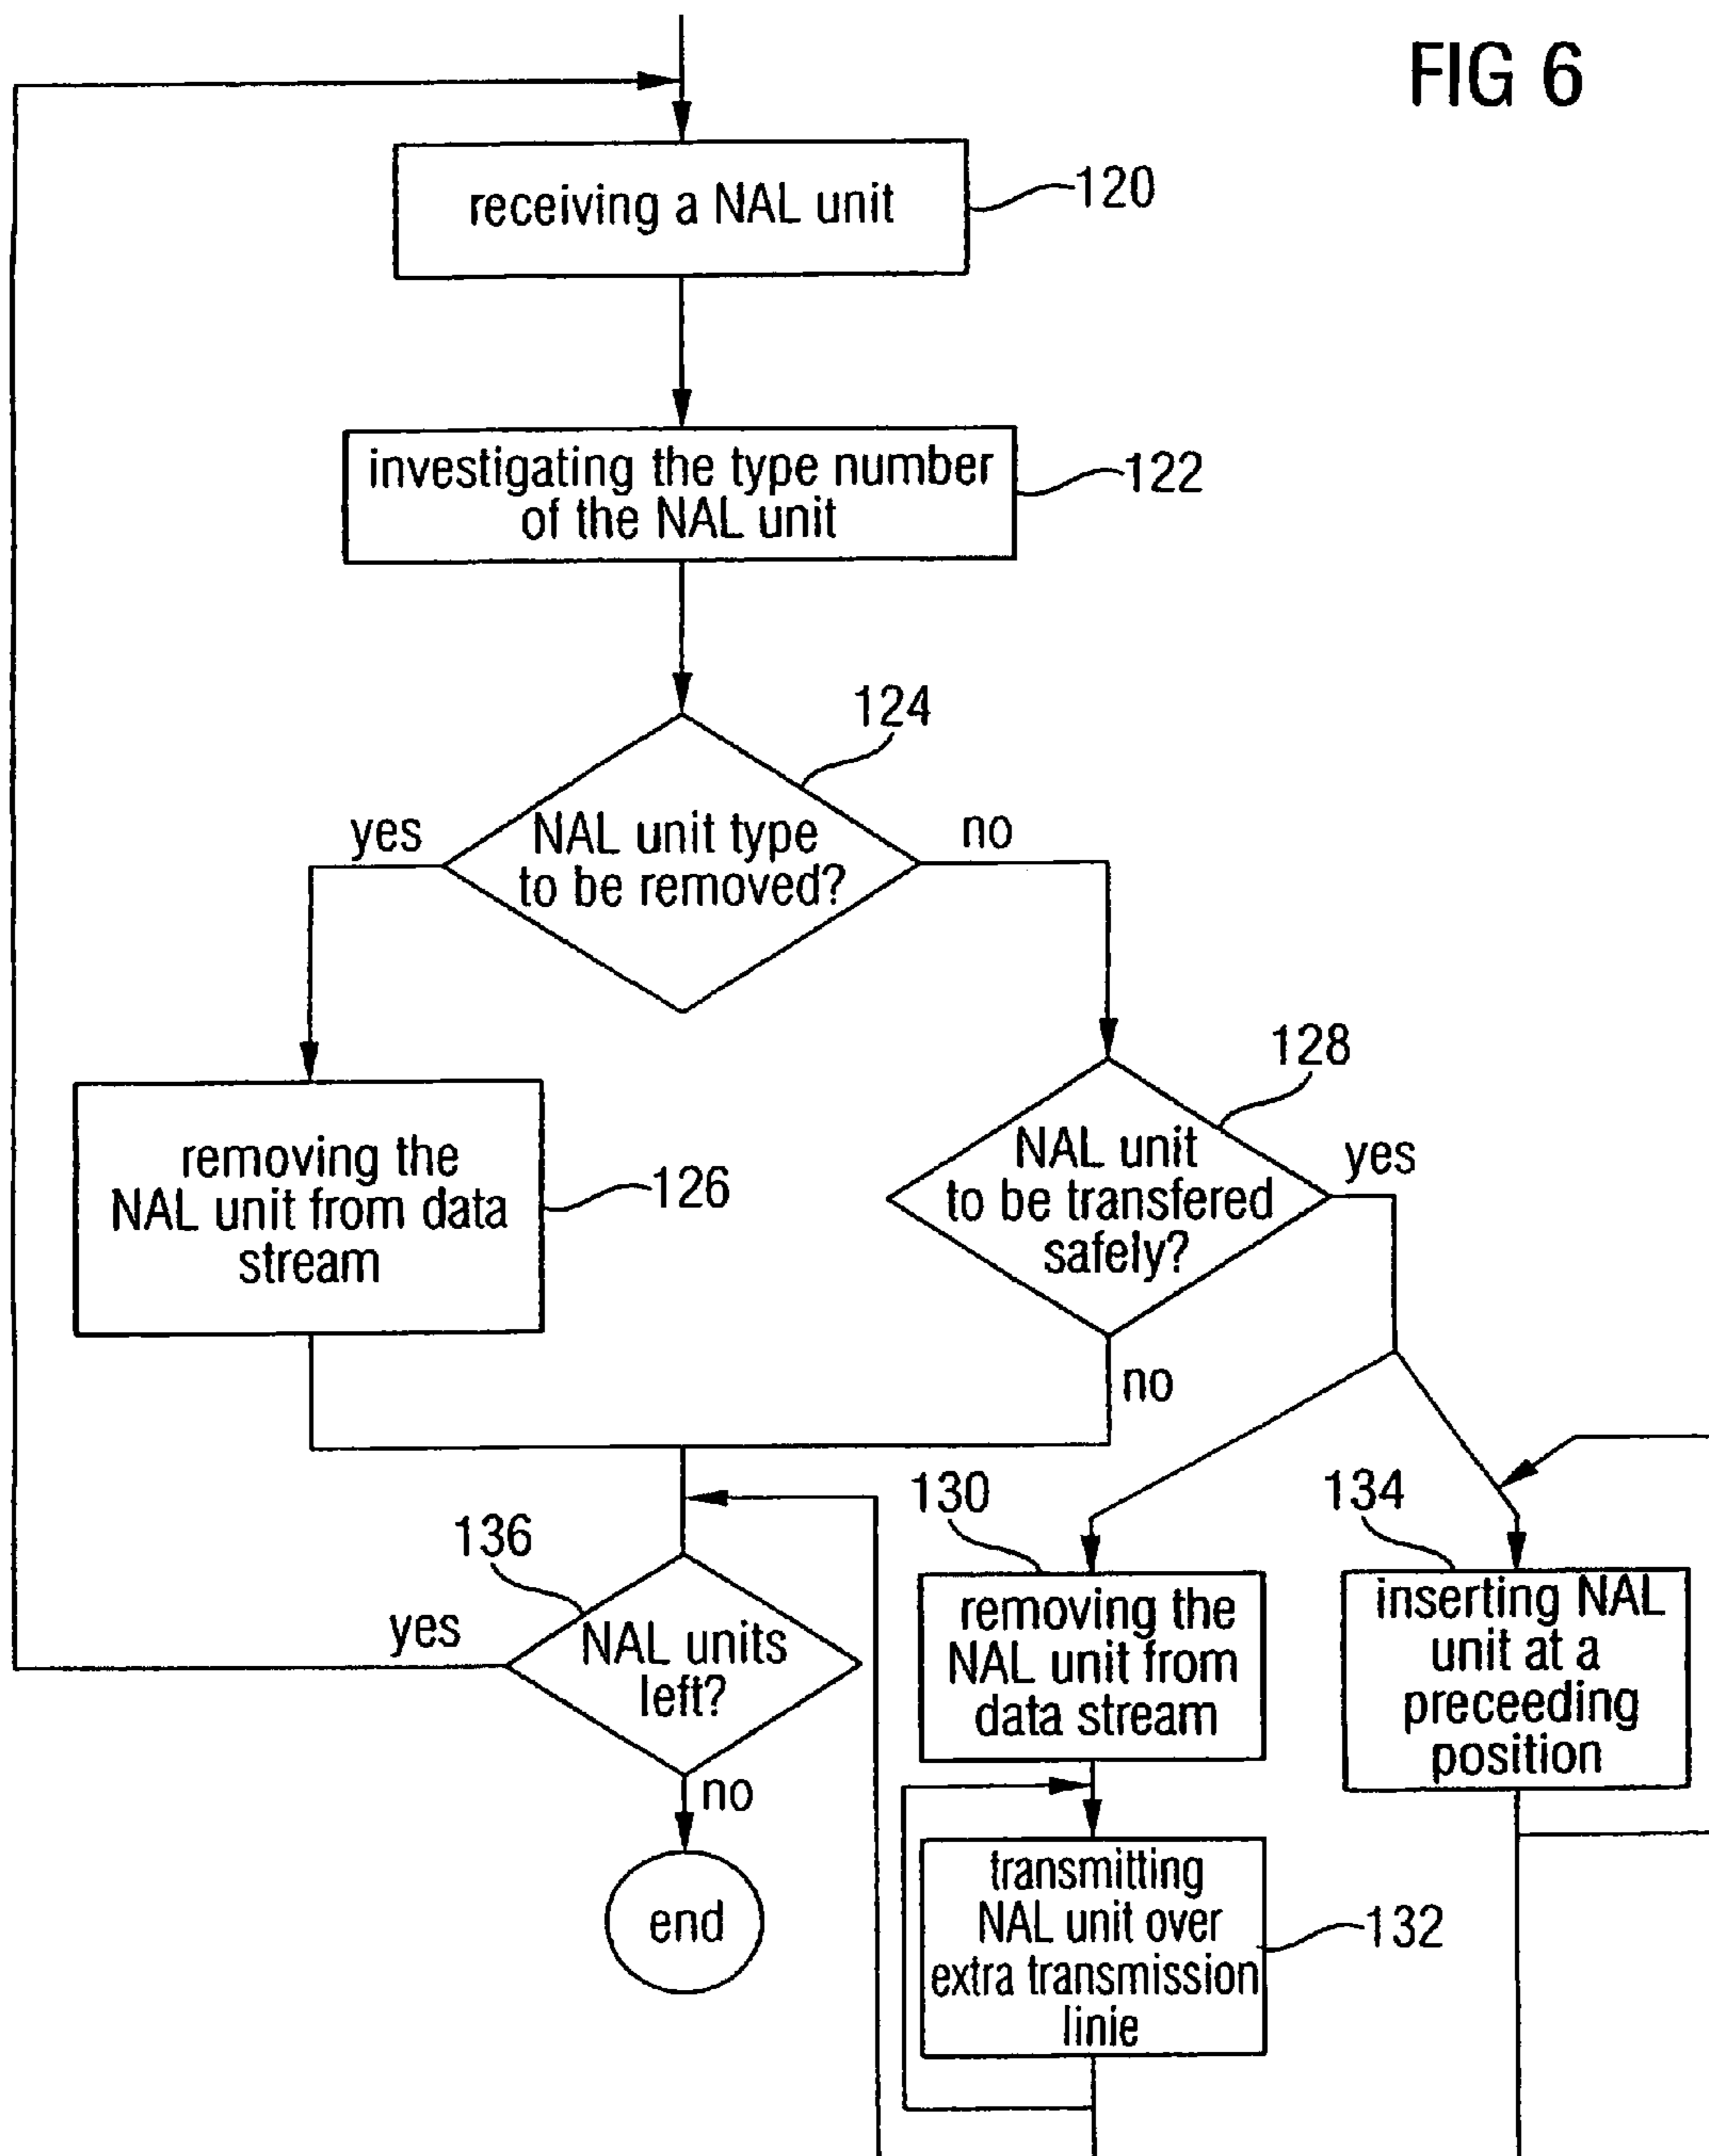 FIG 6
receiving a NAL unit
120
investigating the type number
of the NAL unit
122
124
yes
NAL unit type
to be removed?
no
128
removing the
NAL unit from data
stream
126
NAL unit
to be transfered
safely?
yes
no
130
134
136
yes
NAL units
left?
no
end
removing the
NAL unit from
data stream
inserting NAL
unit at a
preceeding
position
transmitting
NAL unit over
extra transmission
linie
132